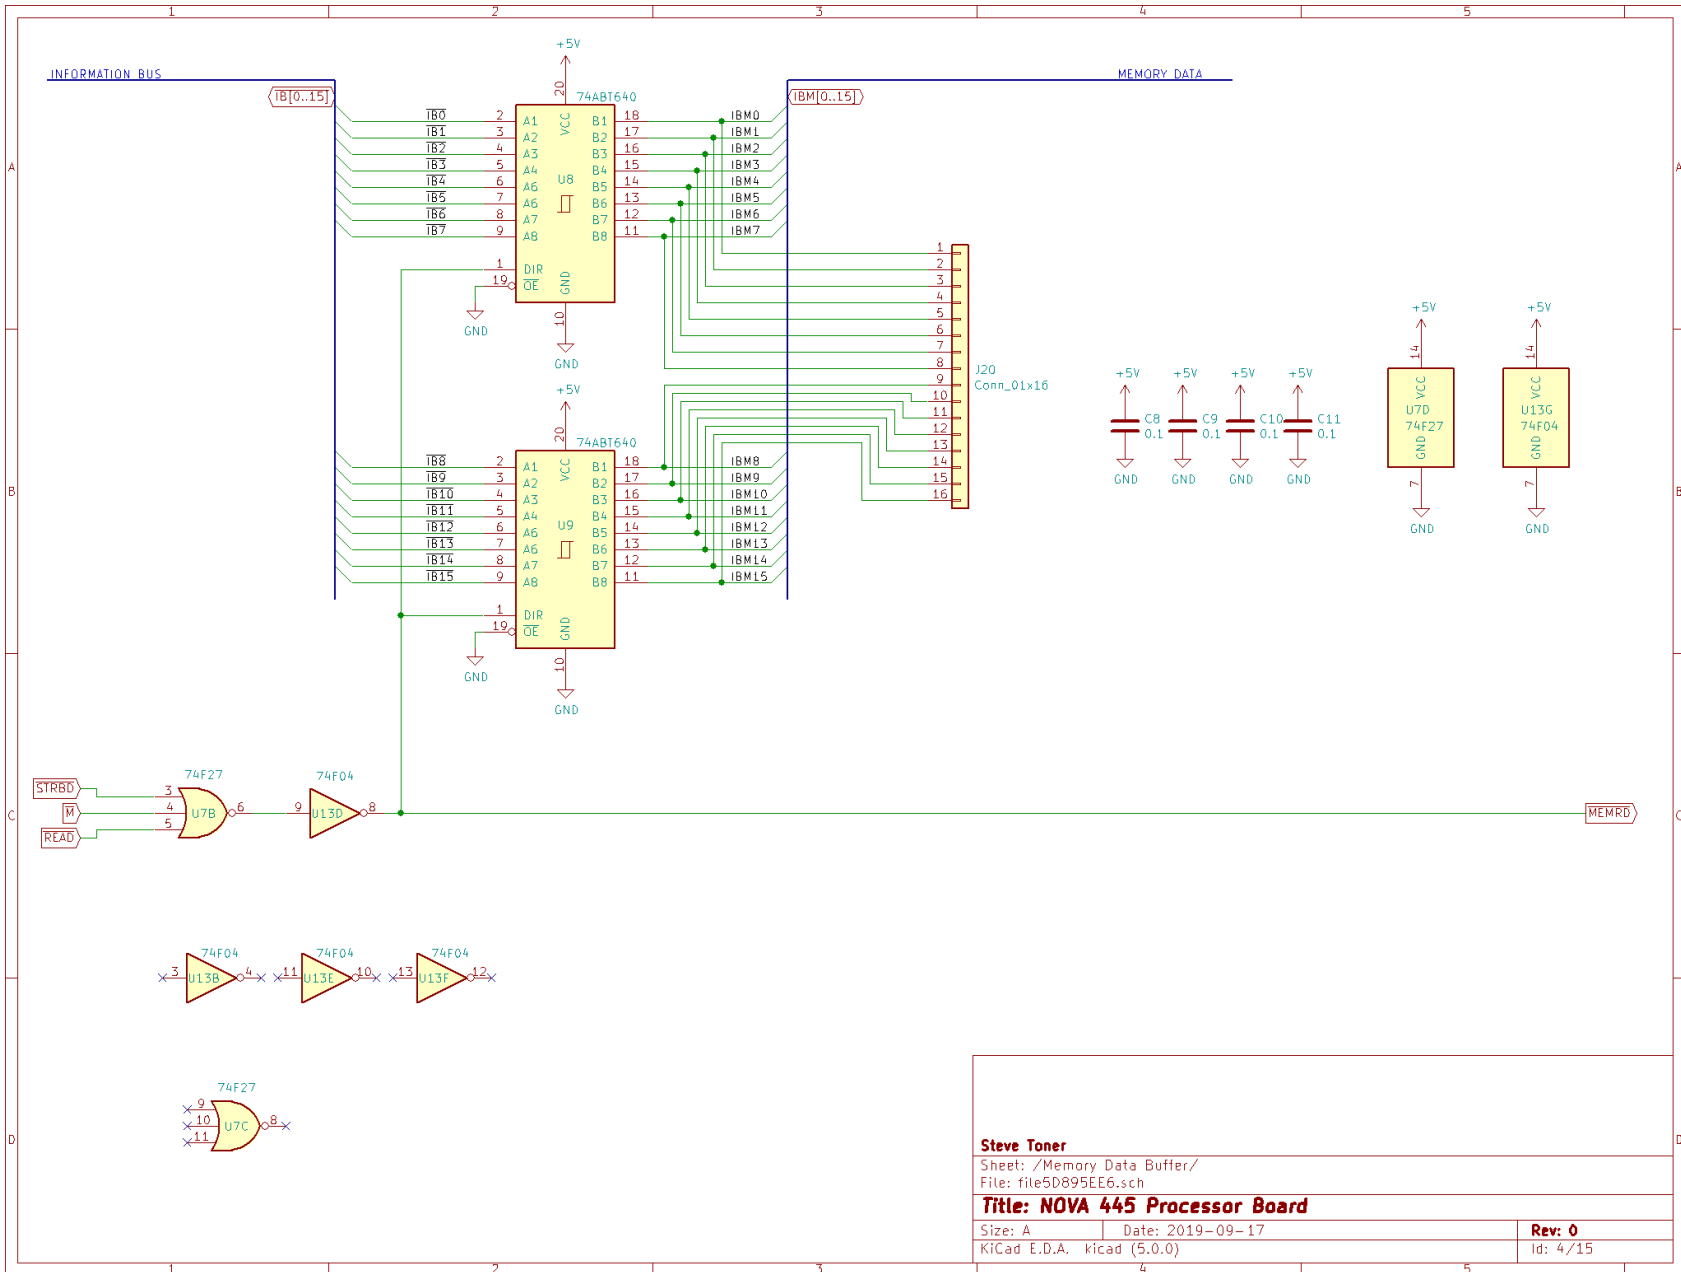 1 2 3 4 5
INFORMATION BUS
MEMORY DATA
IB[0..15]
IBM[0..15]
+5V
20
74ABT640
IB0 2 A1 VCC B1 18 IBM0
IB1 3 A2 B2 17 IBM1
IB2 4 A3 B3 16 IBM2
IB3 5 A4 B4 15 IBM3
IB4 6 A6 U8 B5 14 IBM4
IB5 7 A6 B6 13 IBM5
IB6 8 A7 B7 12 IBM6
IB7 9 A8 B8 11 IBM7
1 DIR
19 OE GND
GND
10
GND
A A
1
2
3
4
5
6
7
8
9
10
11
12
13
14
15
16
J20
Conn_01x16
+5V +5V +5V +5V
C8 C9 C10 C11
0.1 0.1 0.1 0.1
GND GND GND GND
+5V +5V
14 14
VCC VCC
U7D U13G
74F27 74F04
GND GND
7 7
GND GND
+5V
20
74ABT640
IB8 2 A1 VCC B1 18 IBM8
IB9 3 A2 B2 17 IBM9
IB10 4 A3 B3 16 IBM10
IB11 5 A4 B4 15 IBM11
IB12 6 A6 U9 B5 14 IBM12
IB13 7 A6 B6 13 IBM13
IB14 8 A7 B7 12 IBM14
IB15 9 A8 B8 11 IBM15
1 DIR
19 OE GND
GND
10
GND
B B
74F27 74F04
STRBD 3
M 4 U7B 6 9 U13D 8 MEMRD
READ 5
C C
74F04 74F04 74F04
3 U13B 4 11 U13E 10 13 U13F 12
74F27
9
10 U7C 8
11
D D
Steve Toner
Sheet: /Memory Data Buffer/
File: file5D895EE6.sch
Title: NOVA 445 Processor Board
Size: A Date: 2019-09-17 Rev: 0
KiCad E.D.A. kicad (5.0.0) Id: 4/15
1 2 3 4 5